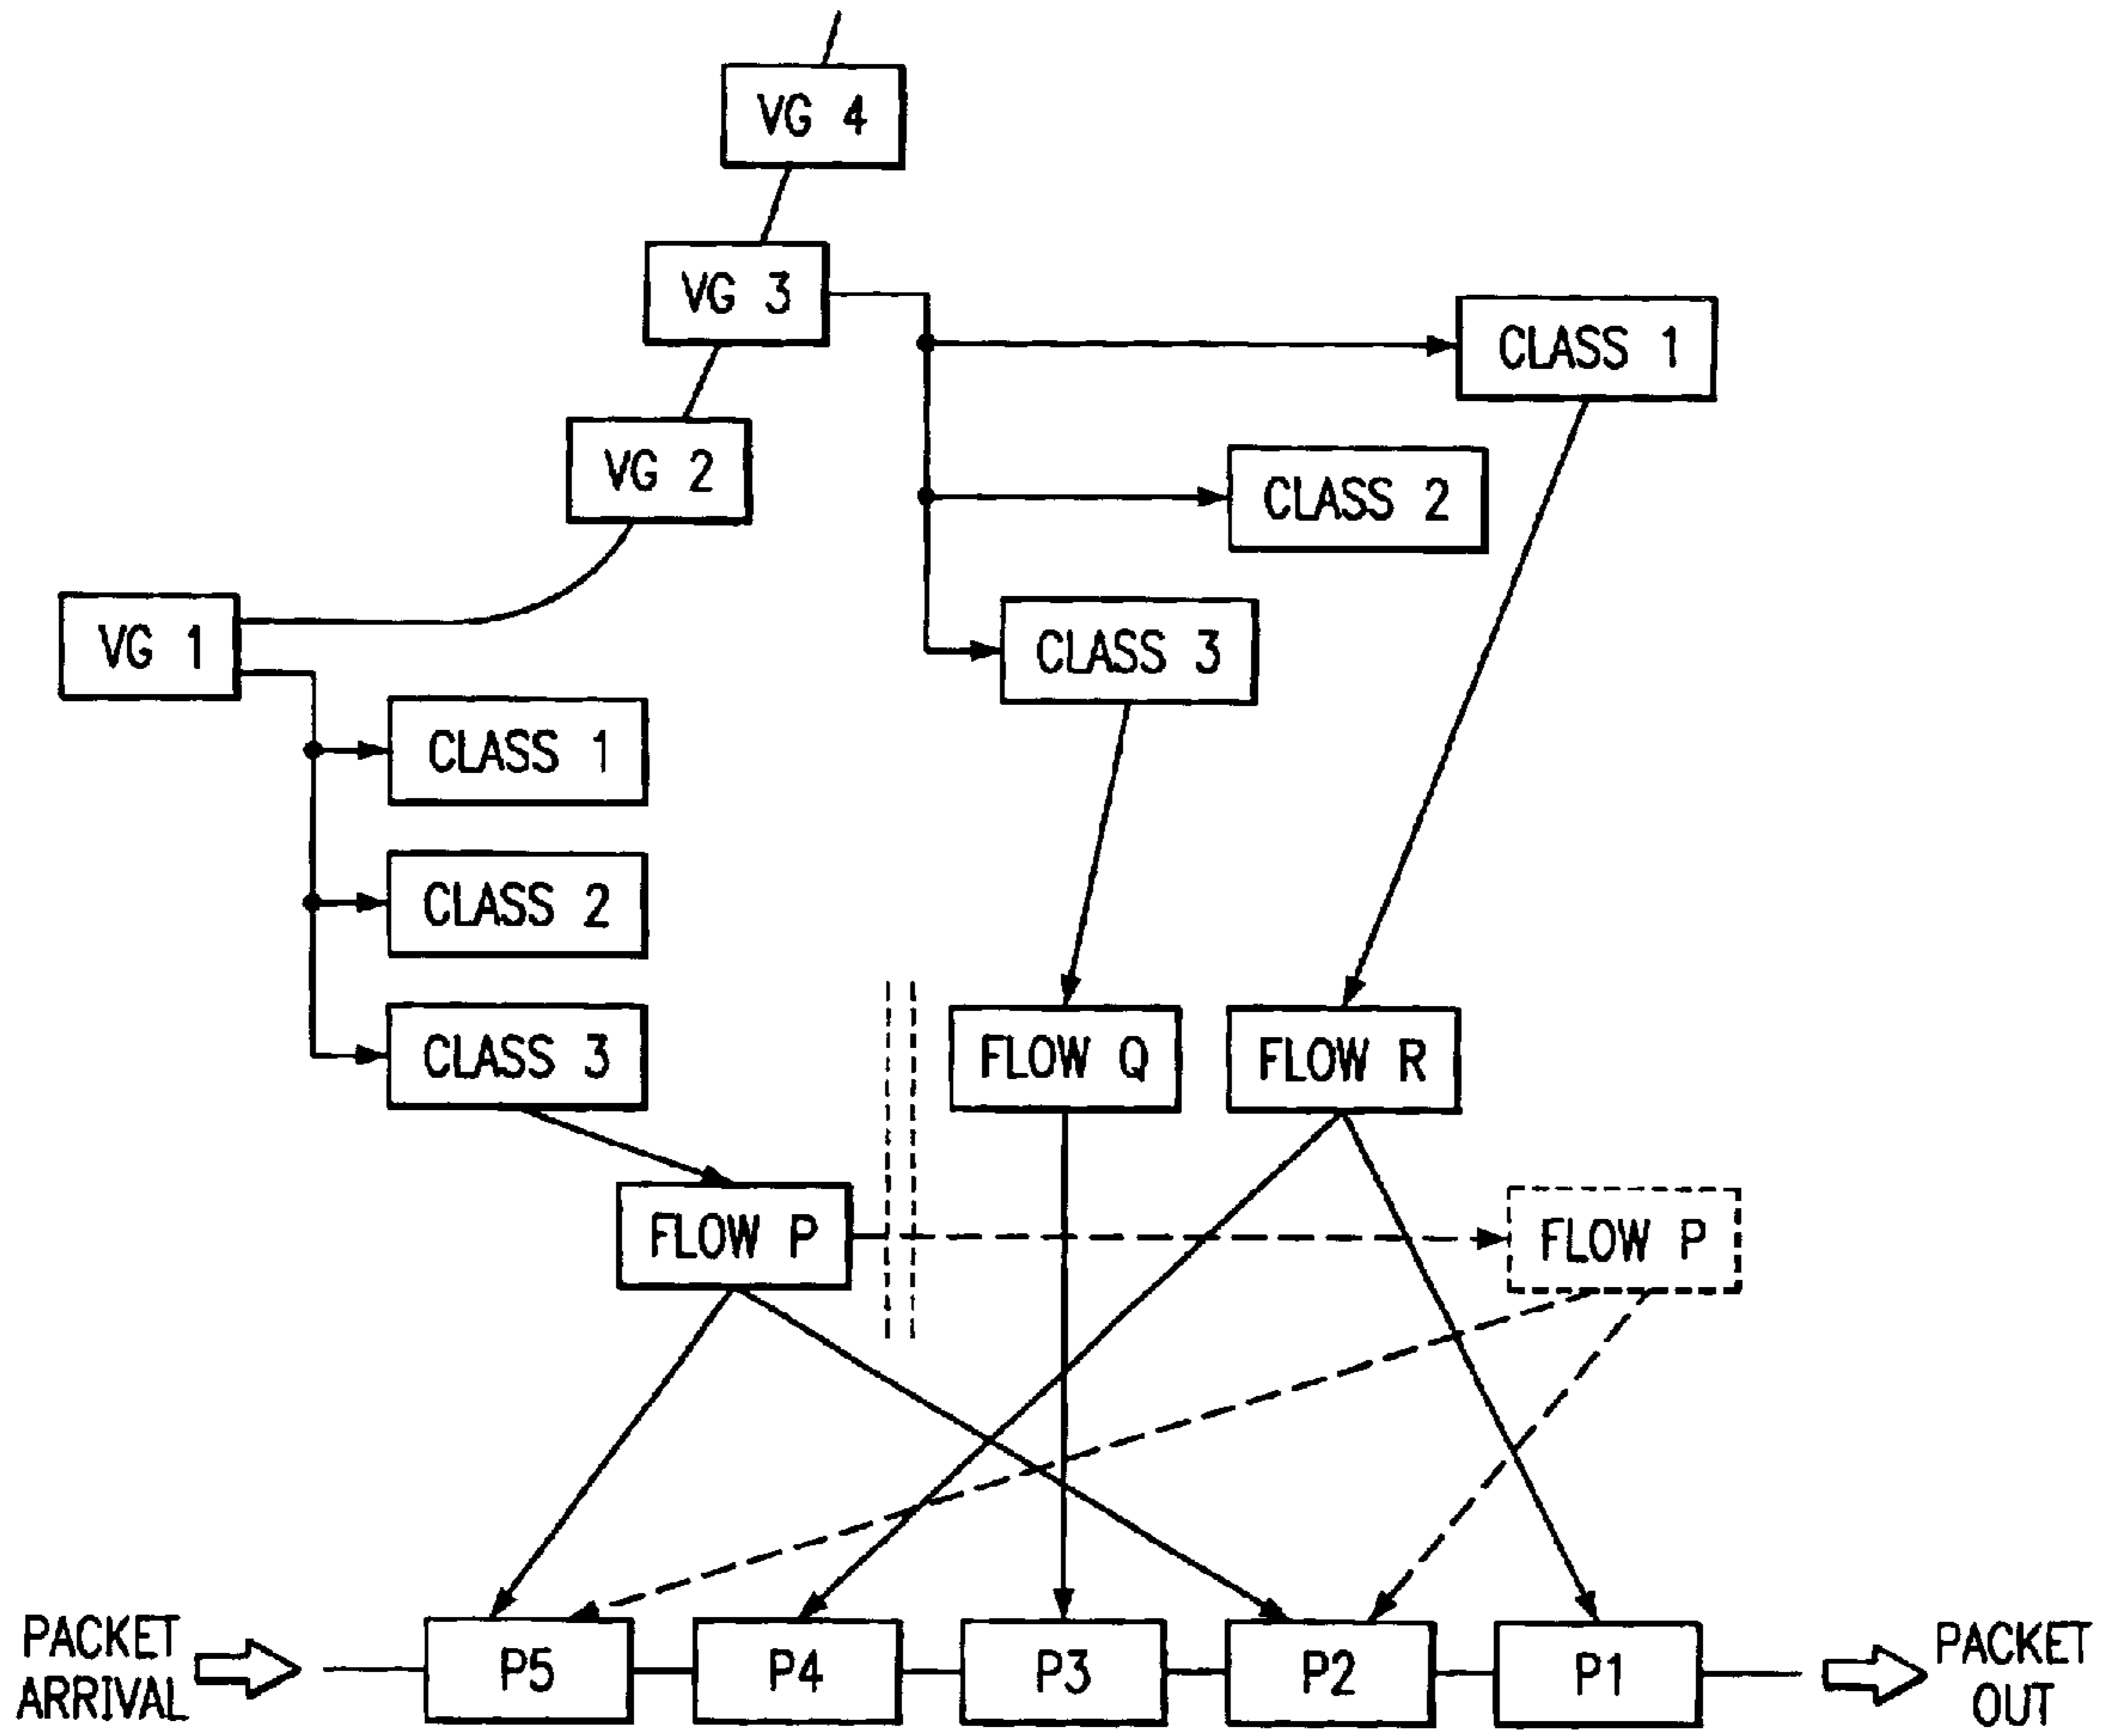 VG 4
VG 3
CLASS 1
VG 2
CLASS 2
VG 1
CLASS 3
CLASS 1
CLASS 2
CLASS 3
FLOW Q
FLOW R
FLOW P
FLOW P
PACKET
ARRIVAL
P5
P4
P3
P2
P1
PACKET
OUT